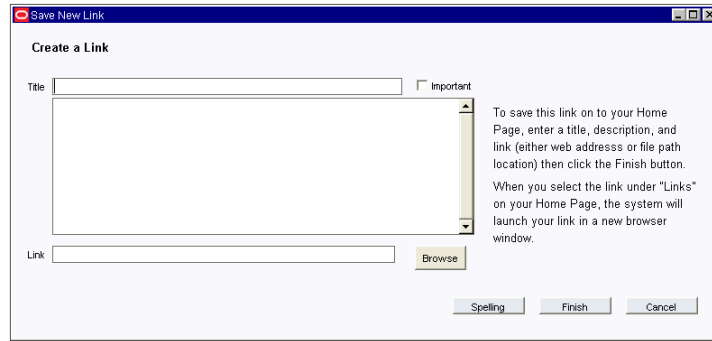 Save New Link
Create a Link
Title
Important
To save this link on to your Home
Page, enter a title, description, and
link (either web addresss or file path
location) then click the Finish button.
When you select the link under "Links"
on your Home Page, the system will
launch your link in a new browser
window.
Link
Browse
Spelling
Finish
Cancel